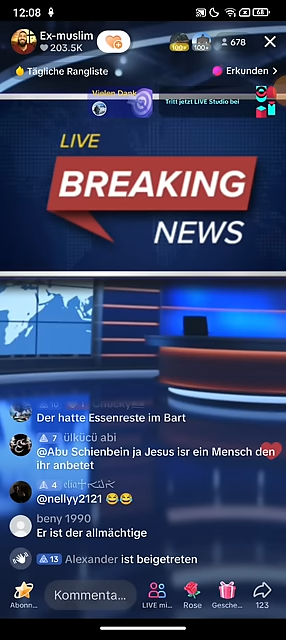 12:08
68
Ex-muslim
203.5K
100+
100+
678
Tägliche Rangliste
Erkunden >
Vielen Dank
Tritt jetzt LIVE Studio bei
LIVE
BREAKING
NEWS
Der hatte Essenreste im Bart
7 ülkücü abi
@Abu Schienbein ja Jesus isr ein Mensch den
ihr anbetet
4
@nellyy2121 😂😂
beny 1990
Er ist der allmächtige
13 Alexander ist beigetreten
Abonn...
Kommenta...
LIVE mi...
Rose
Gesche...
123